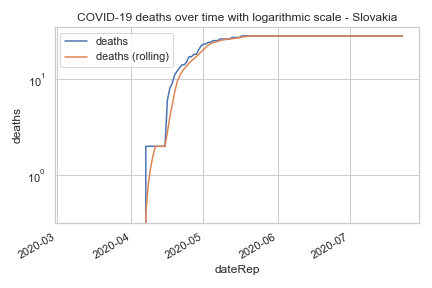 COVID-19 deaths over time with logarithmic scale - Slovakia
deaths
deaths (rolling)
10¹
10⁰
deaths
2020-03
2020-04
2020-05
2020-06
2020-07
dateRep